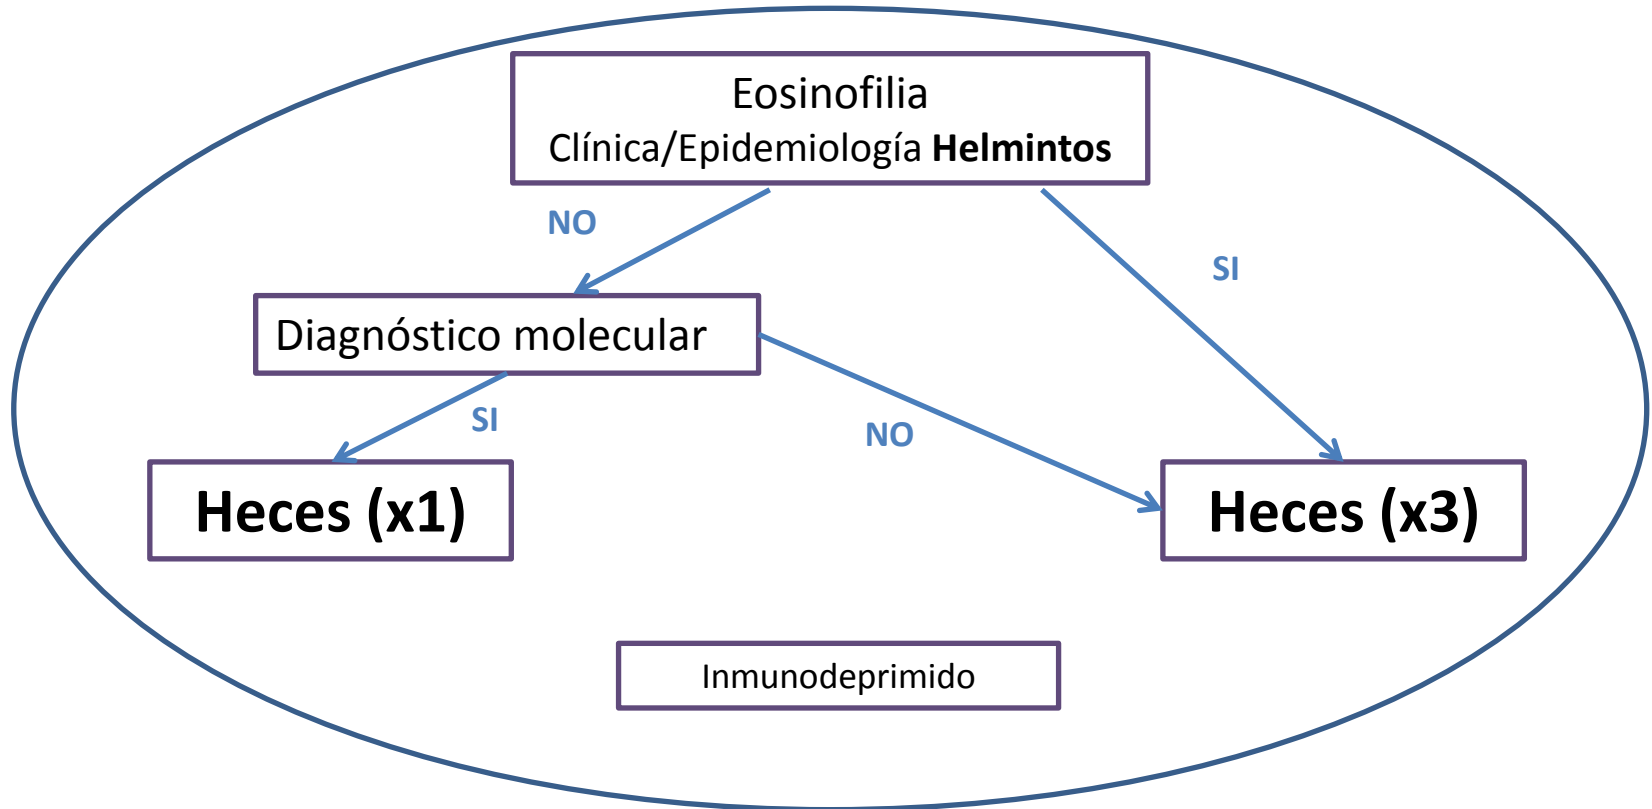 Eosinofilia
Clínica/Epidemiología Helmintos
NO
SI
Diagnóstico molecular
SI
NO
Heces (x1)
Heces (x3)
Inmunodeprimido